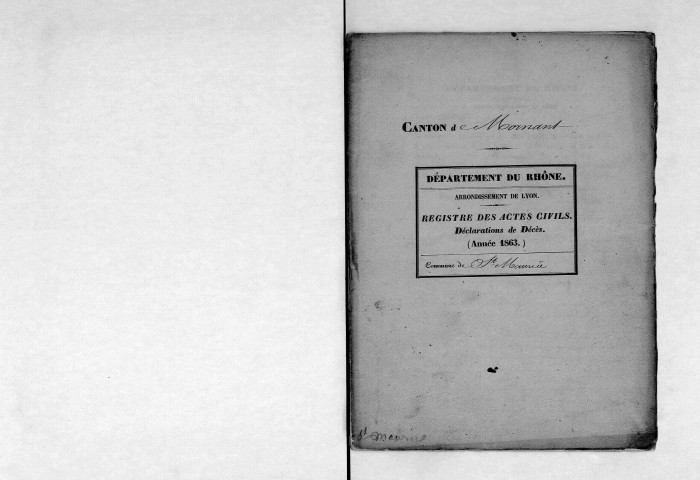 CANTON de Mornant
DÉPARTEMENT DU RHÔNE.
ARRONDISSEMENT DE LYON.
REGISTRE DES ACTES CIVILS.
Déclarations de Décès.
(Année 1863.)
Commune de St Maurice
St Maurice